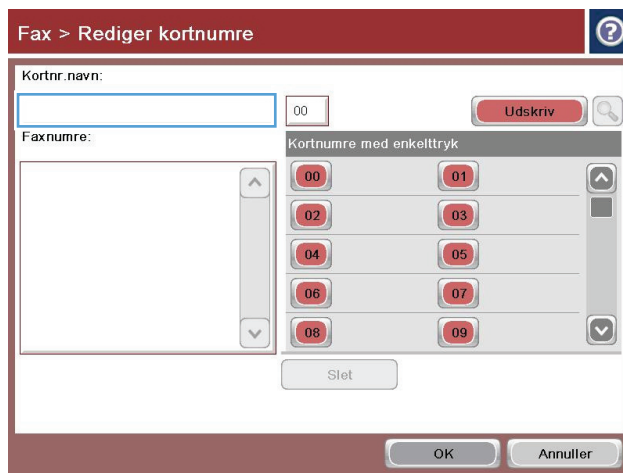 Fax > Rediger kortnumre
?
Kortnr.navn:
00
Udskriv
Faxnumre:
Kortnumre med enkelttryk
00 01
02 03
04 05
06 07
08 09
Slet
OK Annuller